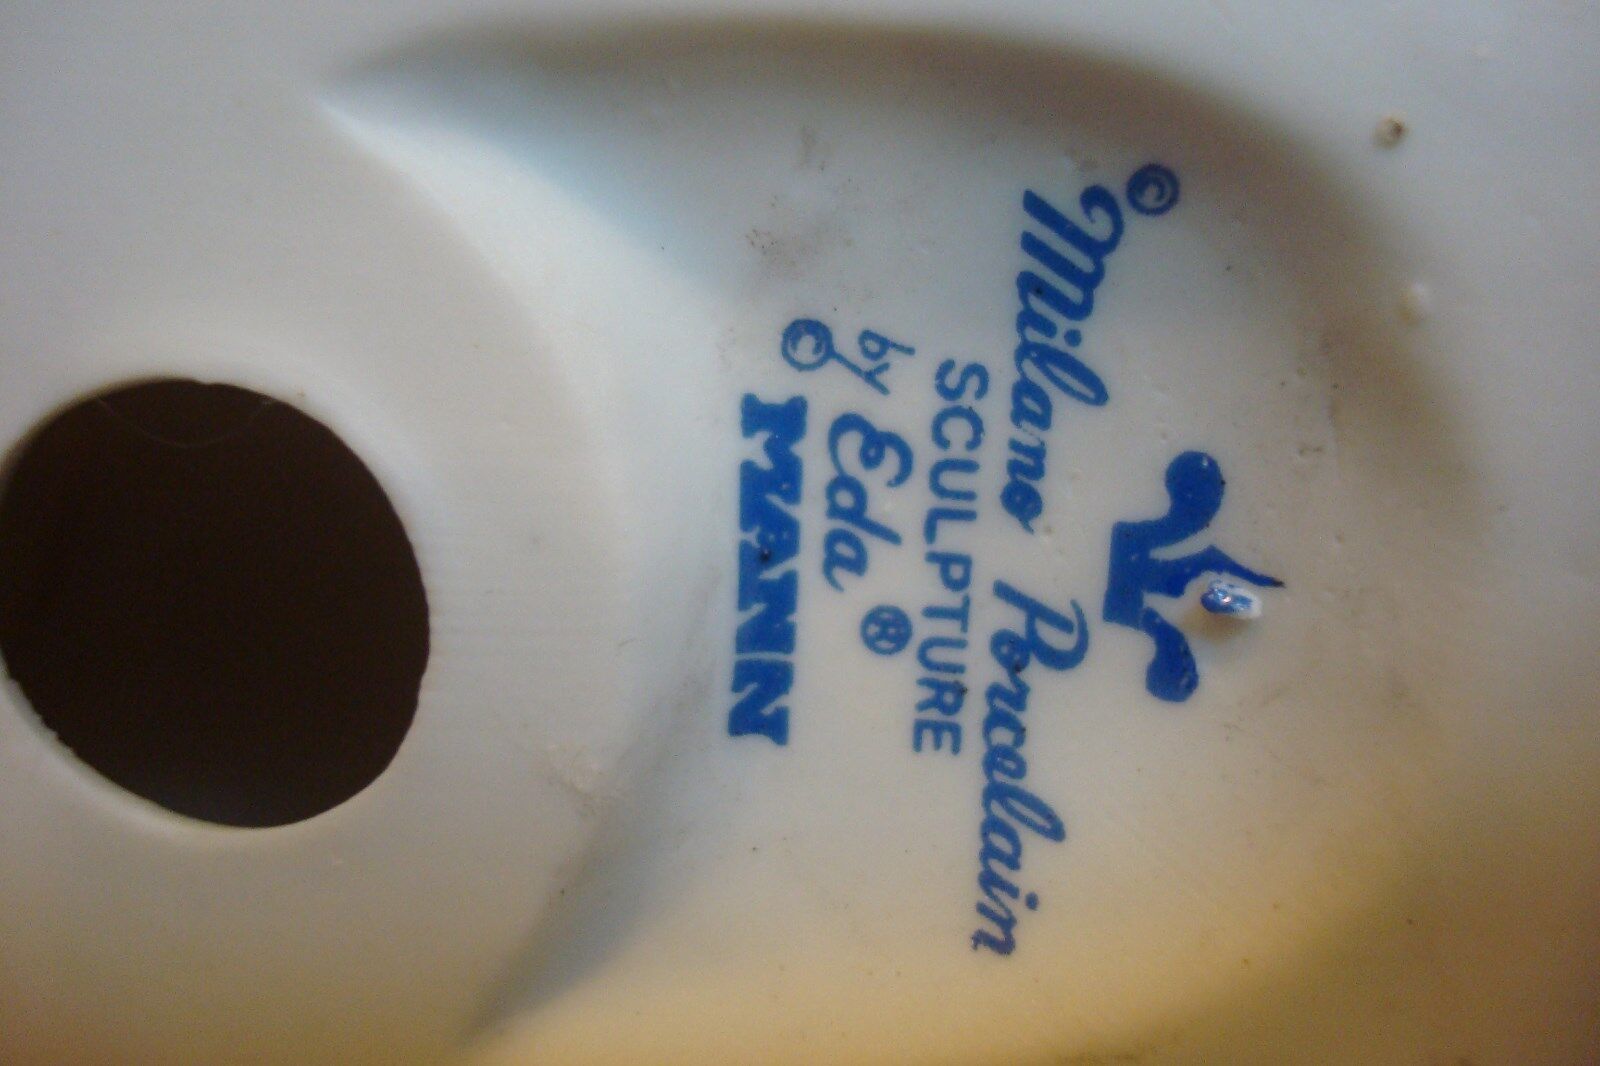 © Milano Porcelain
SCULPTURE
by Eda ®
© MANN